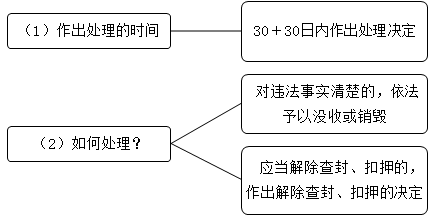 （1）作出处理的时间
30＋30日内作出处理决定
（2）如何处理？
对违法事实清楚的，依法
予以没收或销毁
应当解除查封、扣押的，
作出解除查封、扣押的决定